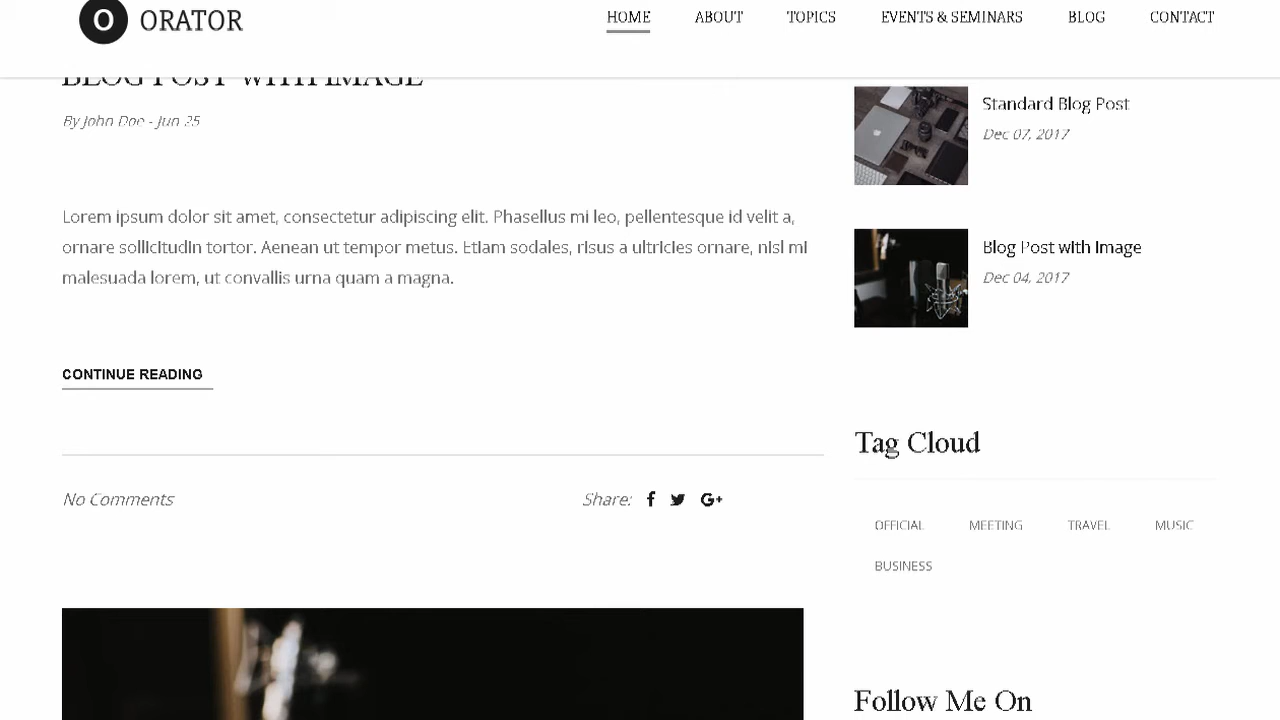 O ORATOR
HOME ABOUT TOPICS EVENTS & SEMINARS BLOG CONTACT
BLOG POST WITH IMAGE
By John Doe - Jun 25
Lorem ipsum dolor sit amet, consectetur adipiscing elit. Phasellus mi leo, pellentesque id velit a,
ornare sollicitudin tortor. Aenean ut tempor metus. Etiam sodales, risus a ultricies ornare, nisl mi
malesuada lorem, ut convallis urna quam a magna.
CONTINUE READING
No Comments
Share:
Standard Blog Post
Dec 07, 2017
Blog Post with Image
Dec 04, 2017
Tag Cloud
OFFICIAL MEETING TRAVEL MUSIC
BUSINESS
Follow Me On